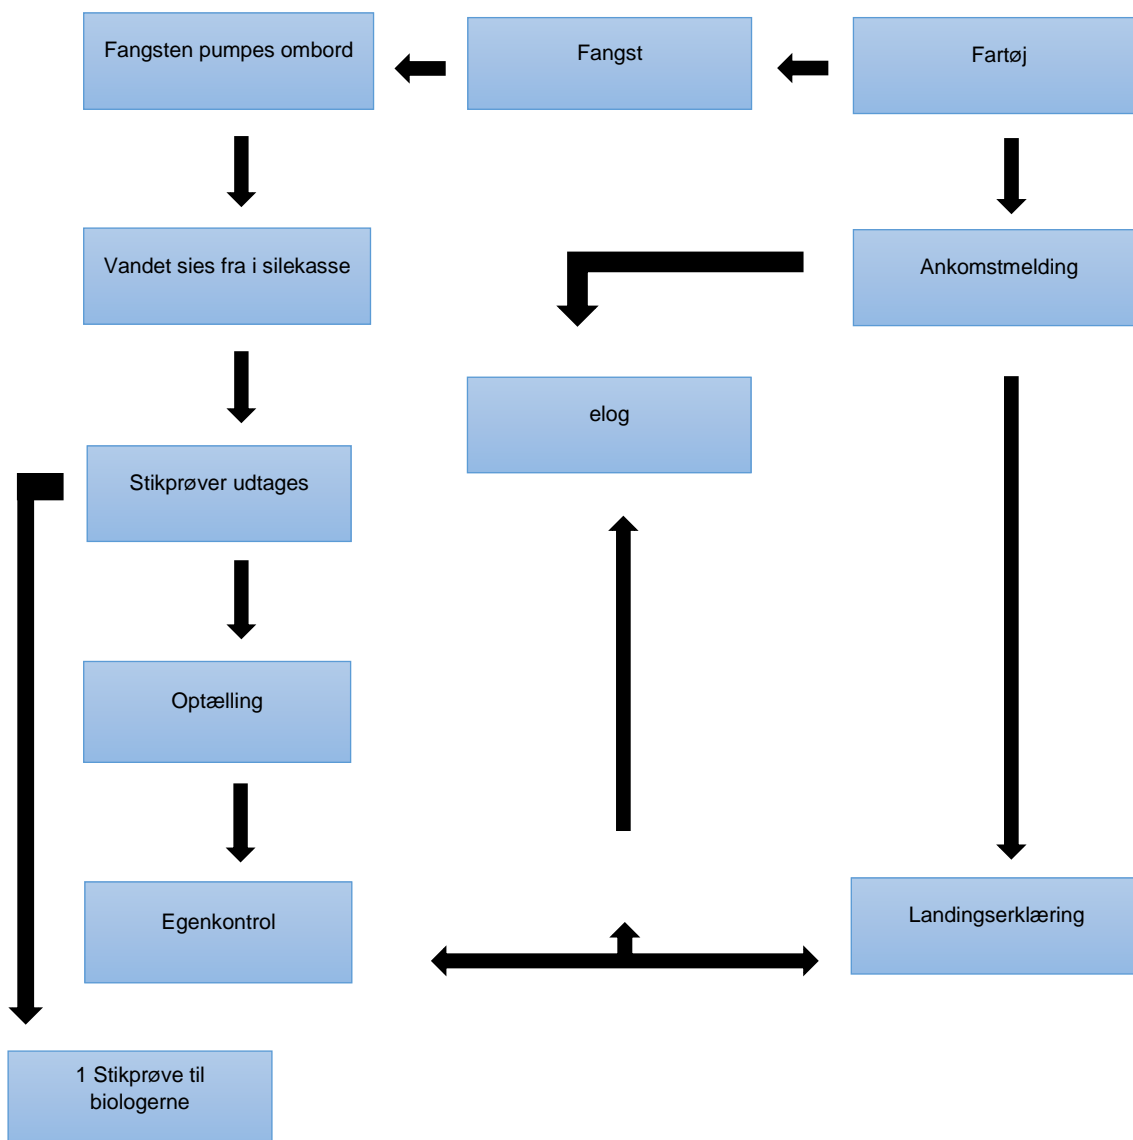 Fangsten pumpes ombord
Fangst
Fartøj
Vandet sies fra i silekasse
Ankomstmelding
elog
Stikprøver udtages
Optælling
Egenkontrol
Landingserklæring
1 Stikprøve til
biologerne